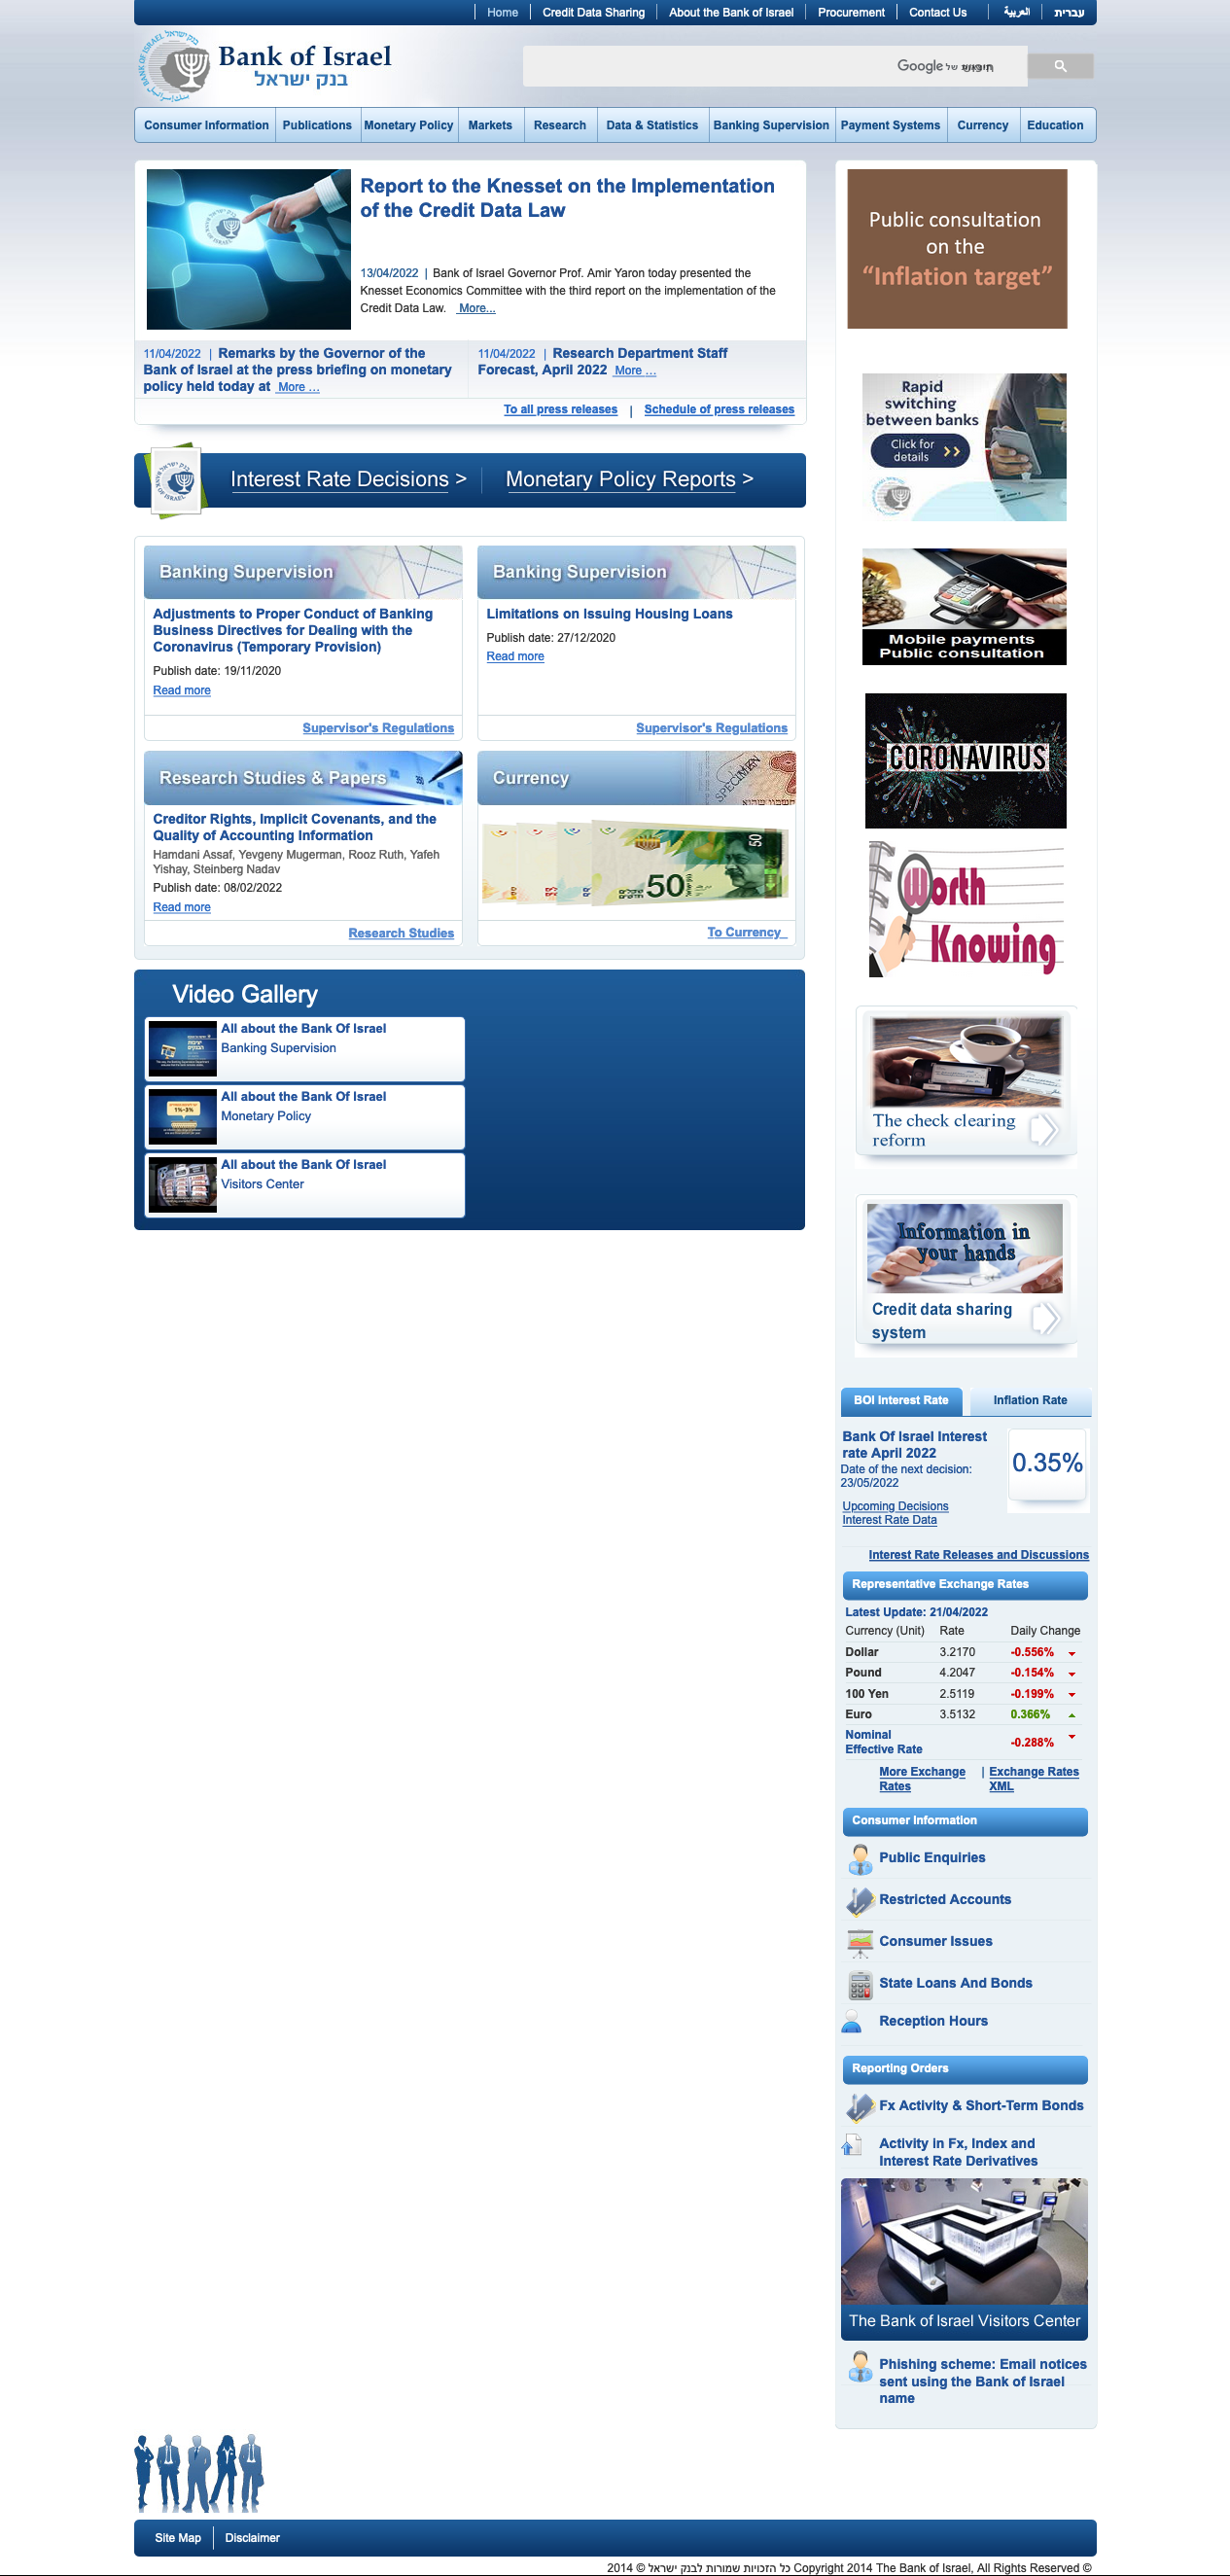 Home
Credit Data Sharing
About the Bank of Israel
Procurement
Contact Us
العربية
עברית
Bank of Israel
בנק ישראל
Google
Consumer Information
Publications
Monetary Policy
Markets
Research
Data & Statistics
Banking Supervision
Payment Systems
Currency
Education
Report to the Knesset on the Implementation
of the Credit Data Law
13/04/2022 | Bank of Israel Governor Prof. Amir Yaron today presented the
Knesset Economics Committee with the third report on the implementation of the
Credit Data Law. More...
11/04/2022 | Remarks by the Governor of the
Bank of Israel at the press briefing on monetary
policy held today at More ...
11/04/2022 | Research Department Staff
Forecast, April 2022 More ...
To all press releases | Schedule of press releases
Interest Rate Decisions >
Monetary Policy Reports >
Banking Supervision
Adjustments to Proper Conduct of Banking
Business Directives for Dealing with the
Coronavirus (Temporary Provision)
Publish date: 19/11/2020
Read more
Supervisor's Regulations
Banking Supervision
Limitations on Issuing Housing Loans
Publish date: 27/12/2020
Read more
Supervisor's Regulations
Research Studies & Papers
Creditor Rights, Implicit Covenants, and the
Quality of Accounting Information
Hamdani Assaf, Yevgeny Mugerman, Rooz Ruth, Yafeh
Yishay, Steinberg Nadav
Publish date: 08/02/2022
Read more
Research Studies
Currency
SPECIMEN
50
50
To Currency
Video Gallery
All about the Bank Of Israel
Banking Supervision
All about the Bank Of Israel
Monetary Policy
1%-3%
All about the Bank Of Israel
Visitors Center
Public consultation
on the
“Inflation target”
Rapid
switching
between banks
Click for
details >>
Mobile payments
Public consultation
CORONAVIRUS
Worth
Knowing
The check clearing
reform
Information in
your hands
Credit data sharing
system
BOI Interest Rate
Inflation Rate
Bank Of Israel Interest
rate April 2022
0.35%
Date of the next decision:
23/05/2022
Upcoming Decisions
Interest Rate Data
Interest Rate Releases and Discussions
Representative Exchange Rates
Latest Update: 21/04/2022
Currency (Unit) Rate Daily Change
Dollar 3.2170 -0.556%
Pound 4.2047 -0.154%
100 Yen 2.5119 -0.199%
Euro 3.5132 0.366%
Nominal
Effective Rate -0.288%
More Exchange
Rates
| Exchange Rates
XML
Consumer Information
Public Enquiries
Restricted Accounts
Consumer Issues
State Loans And Bonds
Reception Hours
Reporting Orders
Fx Activity & Short-Term Bonds
Activity in Fx, Index and
Interest Rate Derivatives
The Bank of Israel Visitors Center
Phishing scheme: Email notices
sent using the Bank of Israel
name
Site Map
Disclaimer
כל הזכויות שמורות לבנק ישראל © 2014 Copyright 2014 The Bank of Israel, All Rights Reserved ©